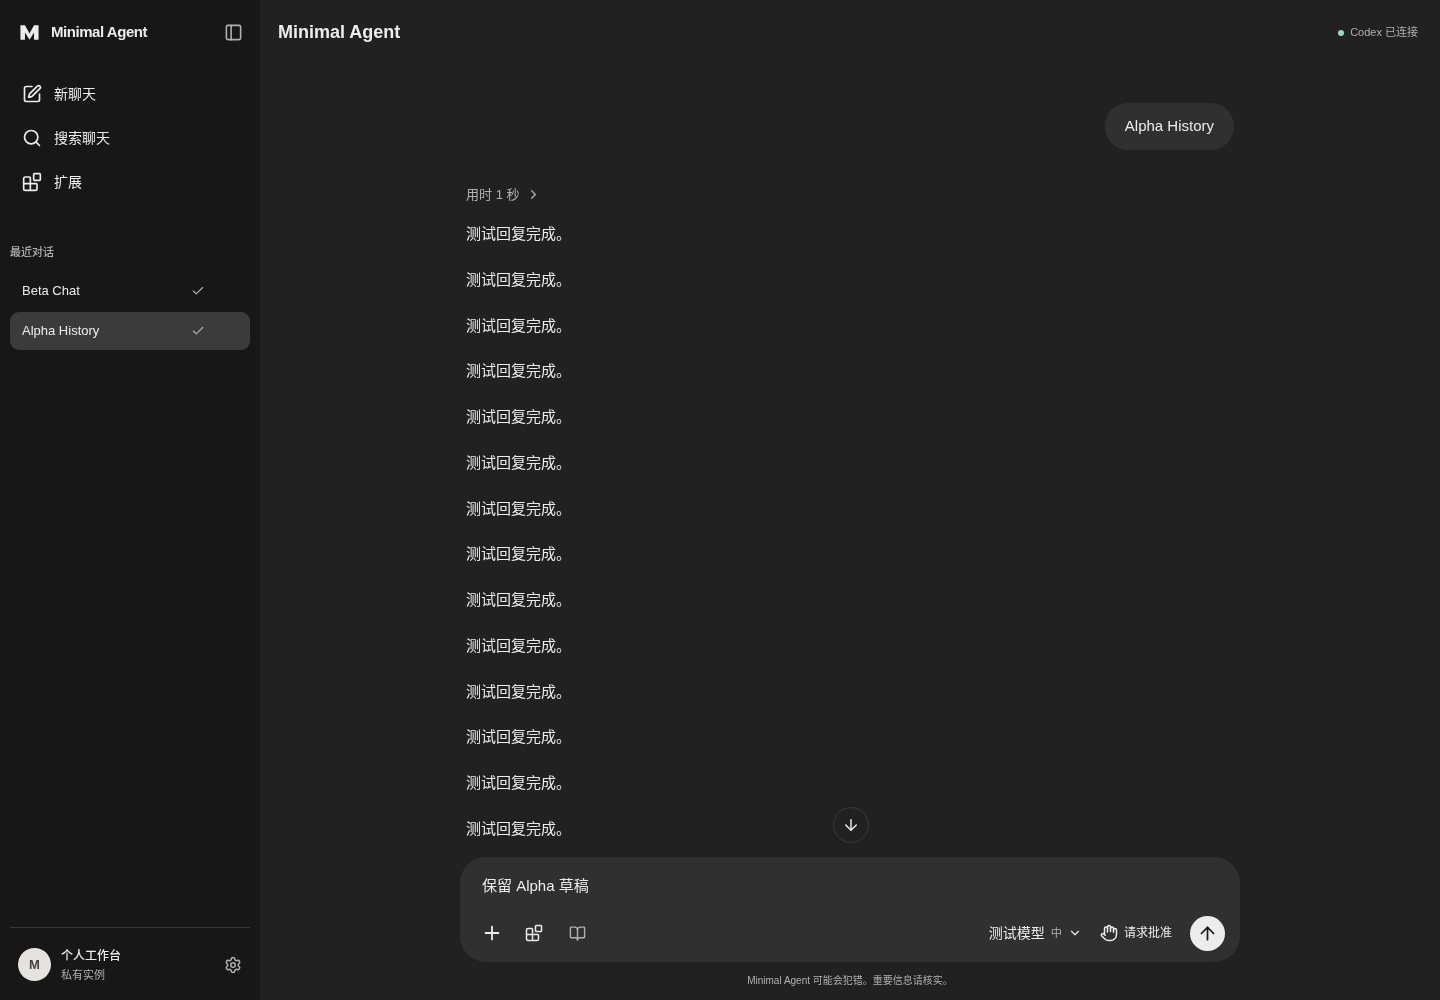 Minimal Agent
新聊天
搜索聊天
扩展
最近对话
Beta Chat
Alpha History
M
个人工作台
私有实例
Minimal Agent
Codex 已连接
Alpha History
用时 1 秒
测试回复完成。
测试回复完成。
测试回复完成。
测试回复完成。
测试回复完成。
测试回复完成。
测试回复完成。
测试回复完成。
测试回复完成。
测试回复完成。
测试回复完成。
测试回复完成。
测试回复完成。
测试回复完成。
保留 Alpha 草稿
测试模型 中 请求批准
Minimal Agent 可能会犯错。重要信息请核实。